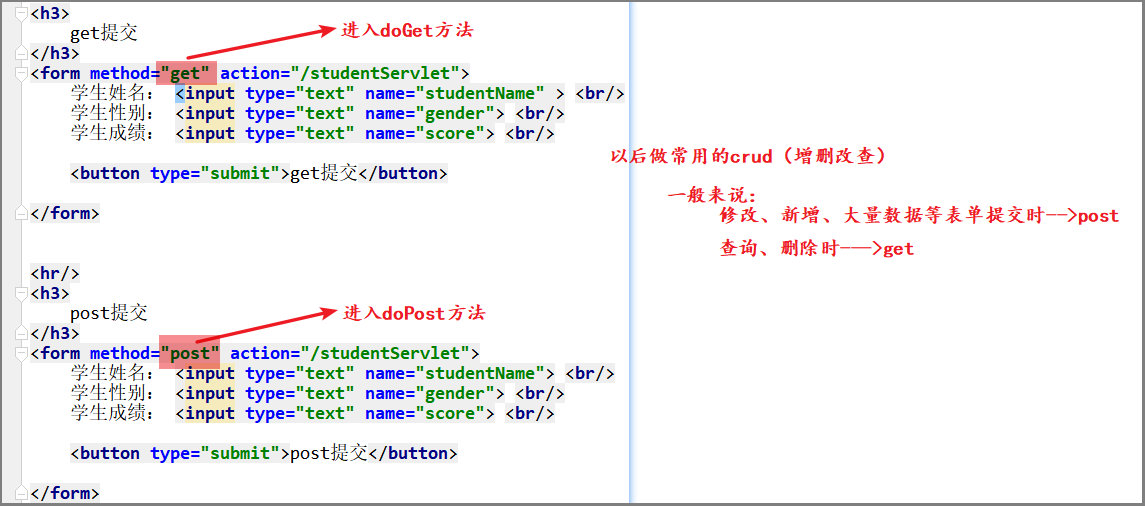 <h3>
get提交
</h3>
进入doGet方法
<form method="get" action="/studentServlet">
学生姓名: <input type="text" name="studentName" > <br/>
学生性别: <input type="text" name="gender"> <br/>
学生成绩: <input type="text" name="score"> <br/>
<button type="submit">get提交</button>
</form>
以后做常用的crud（增删改查）
一般来说：
修改、新增、大量数据等表单提交时-->post
查询、删除时--->get
<hr/>
<h3>
post提交
</h3>
进入doPost方法
<form method="post" action="/studentServlet">
学生姓名: <input type="text" name="studentName"> <br/>
学生性别: <input type="text" name="gender"> <br/>
学生成绩: <input type="text" name="score"> <br/>
<button type="submit">post提交</button>
</form>